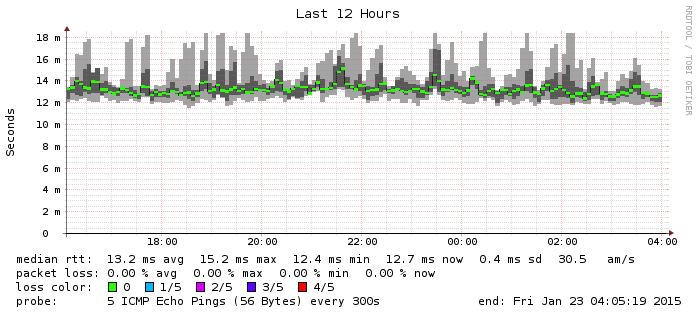 Last 12 Hours
RRDTOOL / TOBI OETIKER
Seconds
18 m
16 m
14 m
12 m
10 m
8 m
6 m
4 m
2 m
0
18:00 20:00 22:00 00:00 02:00 04:00
median rtt: 13.2 ms avg 15.2 ms max 12.4 ms min 12.7 ms now 0.4 ms sd 30.5 am/s
packet loss: 0.00 % avg 0.00 % max 0.00 % min 0.00 % now
loss color: 0 1/5 2/5 3/5 4/5
probe: 5 ICMP Echo Pings (56 Bytes) every 300s end: Fri Jan 23 04:05:19 2015